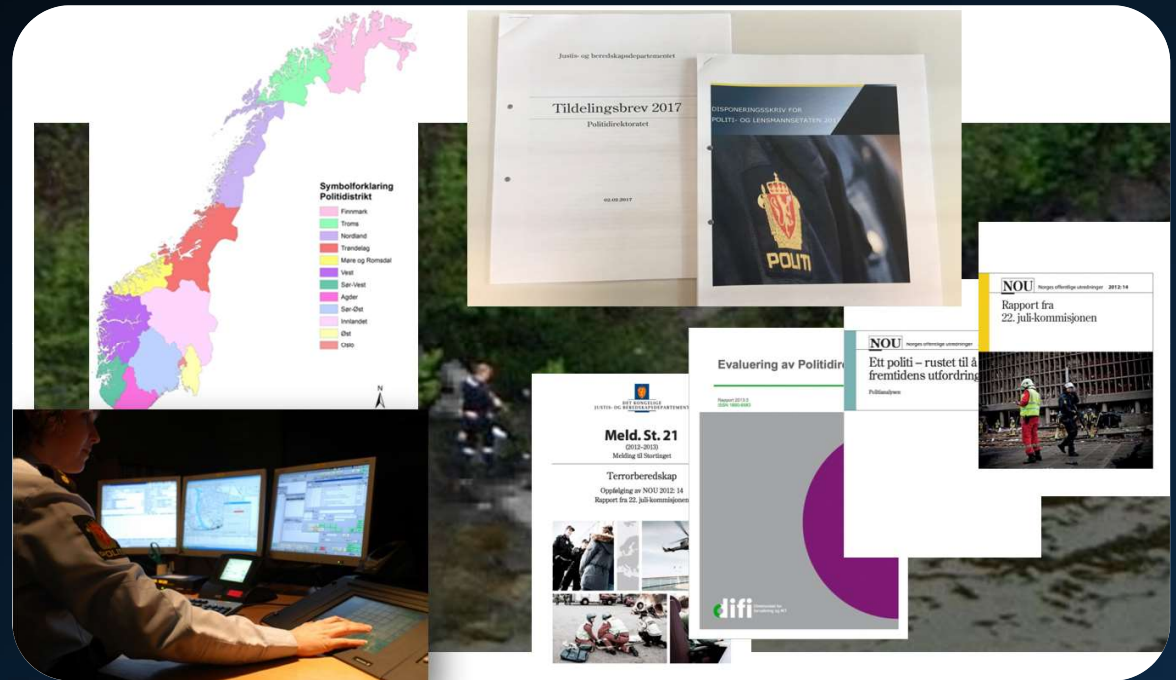 Symbolforklaring
Politidistrikt
Finnmark
Troms
Nordland
Trøndelag
Møre og Romsdal
Vest
Sør-Vest
Agder
Sør-Øst
Innlandet
Øst
Oslo
N
Justis- og beredskapsdepartementet
Tildelingsbrev 2017
Politidirektoratet
02.02.2017
DISPONERINGSSKRIV FOR
POLITI- OG LENSMANNSETATEN 2017
POLITI
DET KONGELIGE
JUSTIS- OG BEREDSKAPSDEPARTEMENT
Meld. St. 21
(2012–2013)
Melding til Stortinget
Terrorberedskap
Oppfølging av NOU 2012: 14
Rapport fra 22. juli-kommisjonen
Evaluering av Politidire
Rapport 2013:3
difi
NOU Norges offentlige utredninger
Ett politi – rustet til å
fremtidens utfordring
Politianalysen
NOU Norges offentlige utredninger 2012: 14
Rapport fra
22. juli-kommisjonen